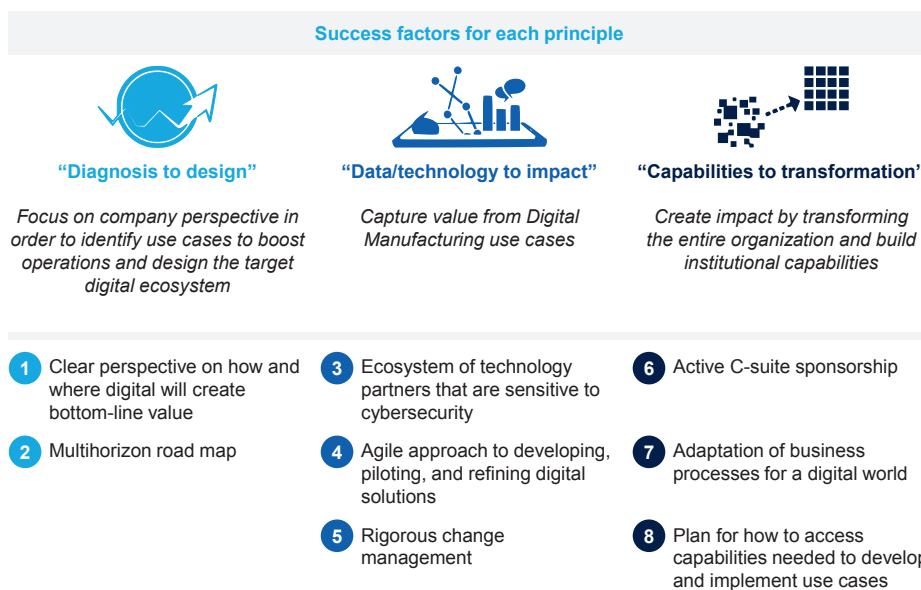 Success factors for each principle
“Diagnosis to design”
Focus on company perspective in
order to identify use cases to boost
operations and design the target
digital ecosystem
“Data/technology to impact”
Capture value from Digital
Manufacturing use cases
“Capabilities to transformation”
Create impact by transforming
the entire organization and build
institutional capabilities
1 Clear perspective on how and
where digital will create
bottom-line value
2 Multihorizon road map
3 Ecosystem of technology
partners that are sensitive to
cybersecurity
4 Agile approach to developing,
piloting, and refining digital
solutions
5 Rigorous change
management
6 Active C-suite sponsorship
7 Adaptation of business
processes for a digital world
8 Plan for how to access
capabilities needed to develop
and implement use cases